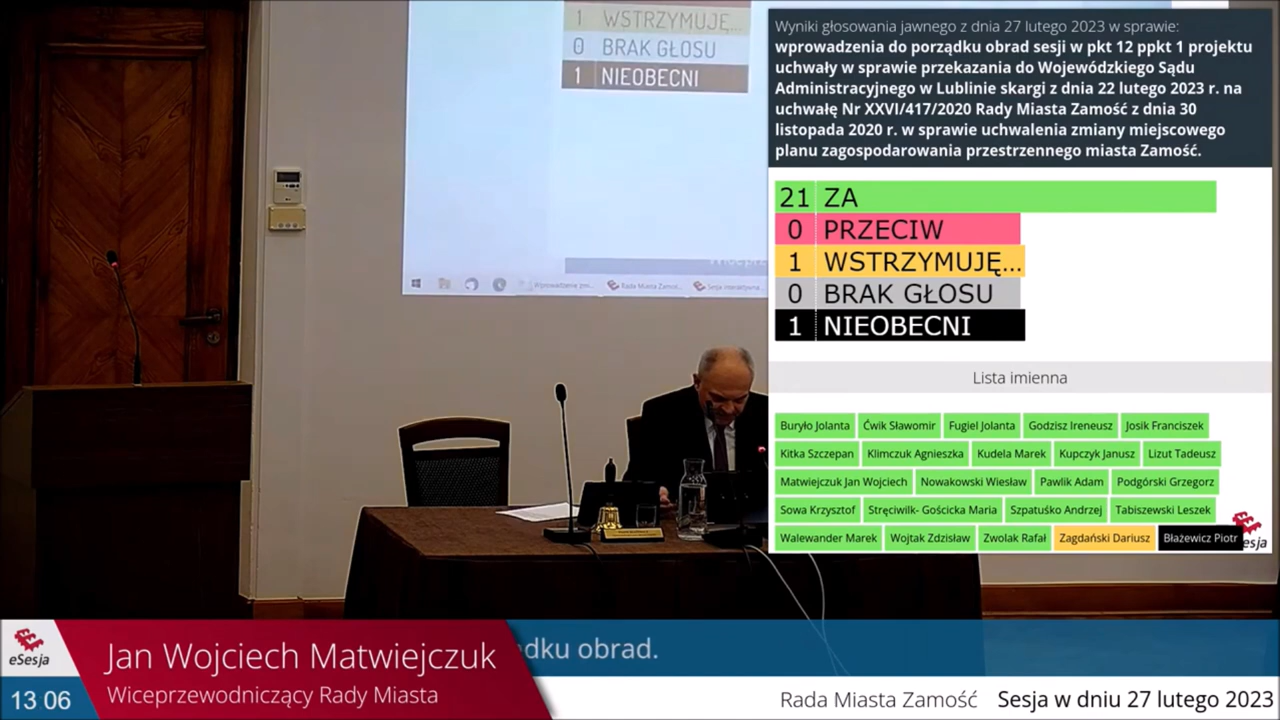 1 WSTRZYMUJĘ...
0 BRAK GŁOSU
1 NIEOBECNI
Rada Miasta Zamoś...
Wyniki głosowania jawnego z dnia 27 lutego 2023 w sprawie:
wprowadzenia do porządku obrad sesji w pkt 12 ppkt 1 projektu
uchwały w sprawie przekazania do Wojewódzkiego Sądu
Administracyjnego w Lublinie skargi z dnia 22 lutego 2023 r. na
uchwałę Nr XXVI/417/2020 Rady Miasta Zamość z dnia 30
listopada 2020 r. w sprawie uchwalenia zmiany miejscowego
planu zagospodarowania przestrzennego miasta Zamość.
21 ZA
0 PRZECIW
1 WSTRZYMUJĘ...
0 BRAK GŁOSU
1 NIEOBECNI
Lista imienna
Buryło Jolanta Ćwik Sławomir Fugiel Jolanta Godzisz Ireneusz Josik Franciszek
Kitka Szczepan Klimczuk Agnieszka Kudela Marek Kupczyk Janusz Lizut Tadeusz
Matwiejczuk Jan Wojciech Nowakowski Wiesław Pawlik Adam Podgórski Grzegorz
Sowa Krzysztof Stręciwilk- Gościcka Maria Szpatuśko Andrzej Tabiszewski Leszek
Walewander Marek Wojtak Zdzisław Zwolak Rafał Zagdański Dariusz Błażewicz Piotr
esja
eSesja
13 06
Jan Wojciech Matwiejczuk
Wiceprzewodniczący Rady Miasta
dku obrad.
Rada Miasta Zamość Sesja w dniu 27 lutego 2023